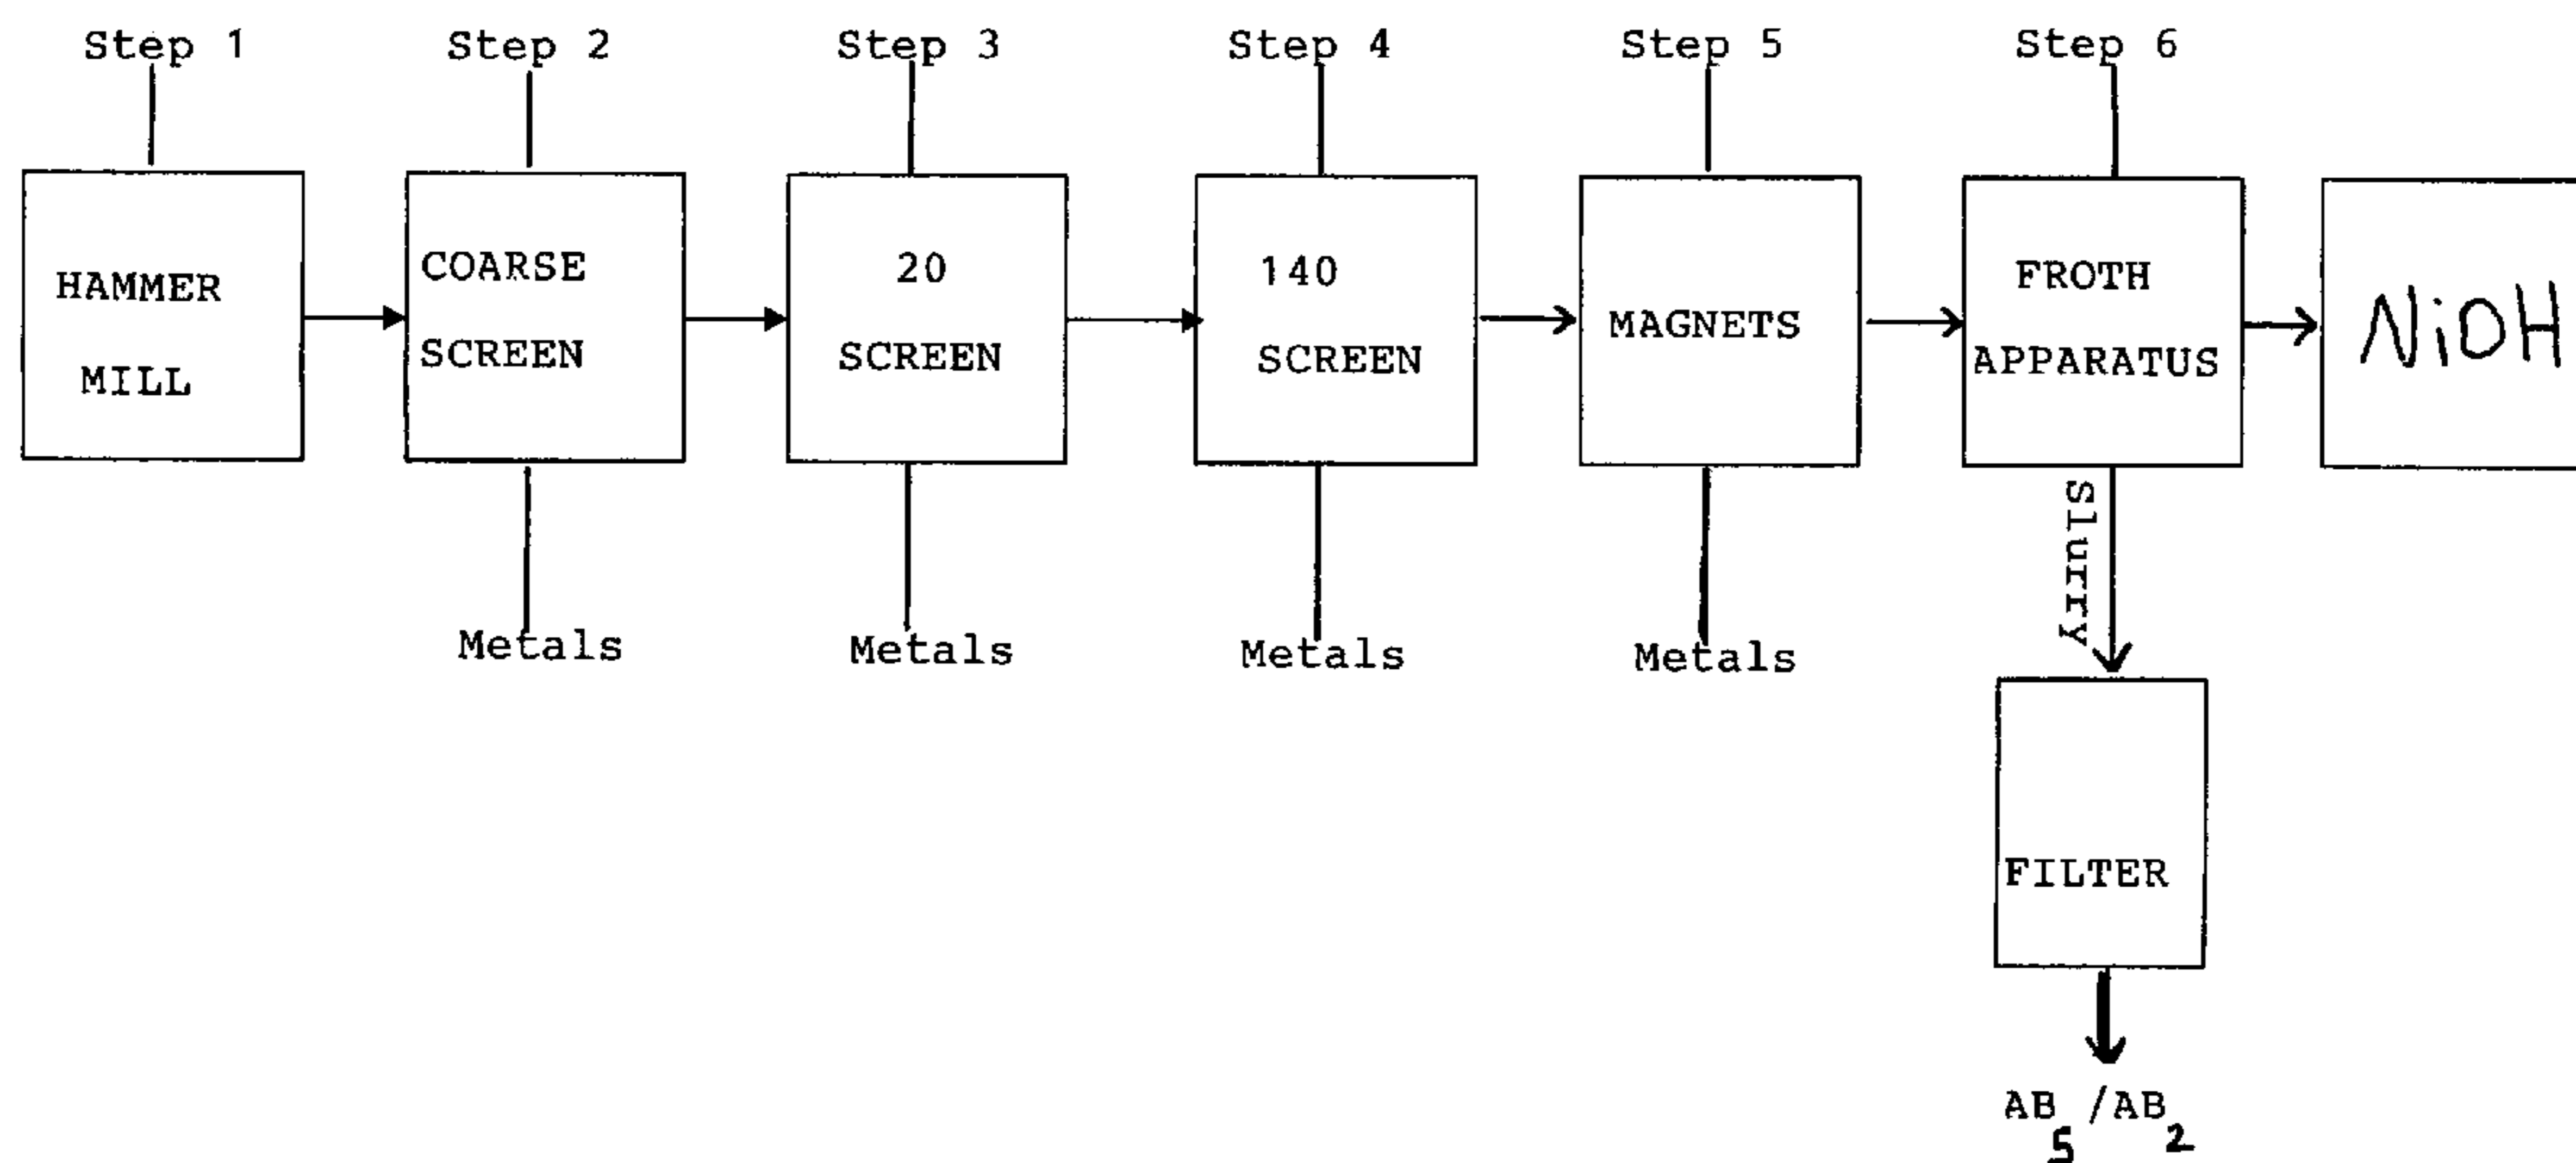 Step 1 Step 2 Step 3 Step 4 Step 5 Step 6
HAMMER
MILL
COARSE
SCREEN
20
SCREEN
140
SCREEN
MAGNETS
FROTH
APPARATUS
NiOH
Metals Metals Metals Metals
Slurry
FILTER
AB5/AB2